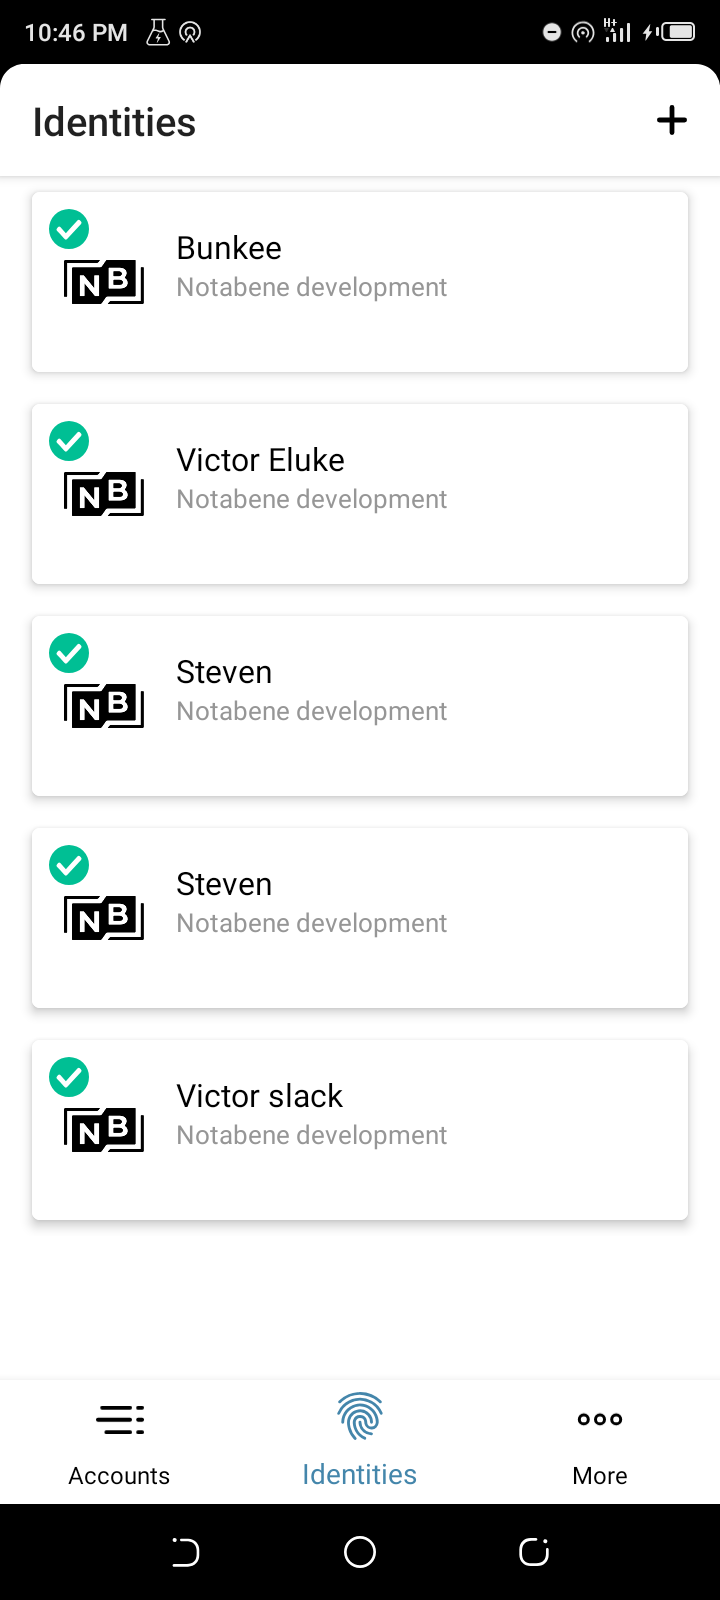 10:46 PM
H+
Identities
Bunkee
Notabene development
NB
Victor Eluke
Notabene development
NB
Steven
Notabene development
NB
Steven
Notabene development
NB
Victor slack
Notabene development
NB
Accounts
Identities
More